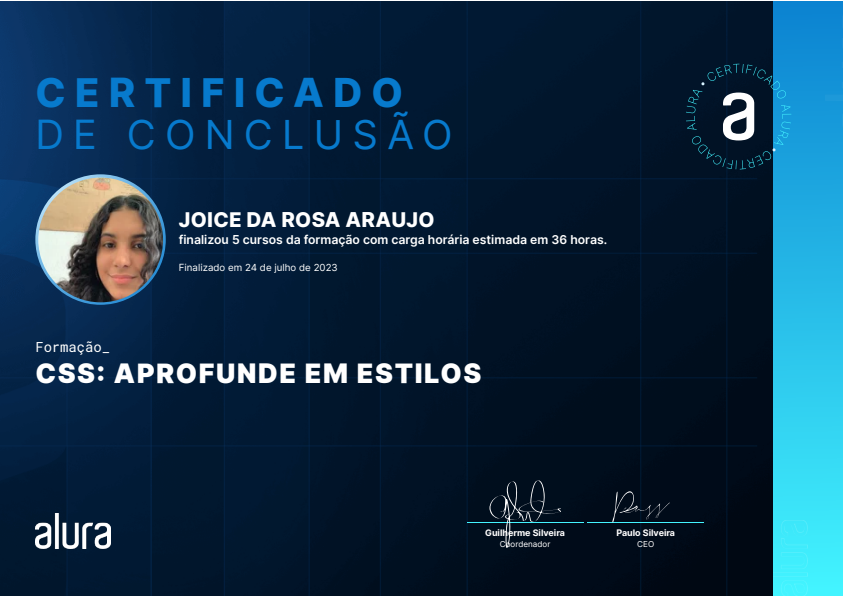 CERTIFICADO
DE CONCLUSÃO
CERTIFICADO ALURA • CERTIFICADO ALURA •
a
JOICE DA ROSA ARAUJO
finalizou 5 cursos da formação com carga horária estimada em 36 horas.
Finalizado em 24 de julho de 2023
Formação_
CSS: APROFUNDE EM ESTILOS
alura
Guilherme Silveira
Coordenador
Paulo Silveira
CEO